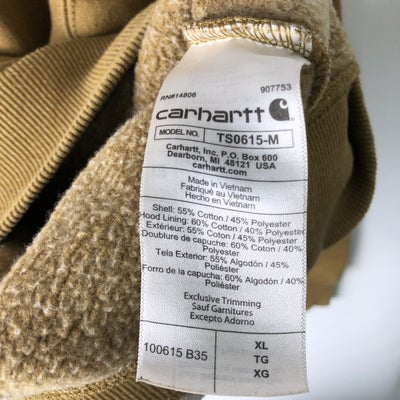 RN#14806 907753
carhartt
MODEL NO. TS0615-M
Carhartt, Inc. P.O. Box 600
Dearborn, MI 48121 USA
carhartt.com
Made in Vietnam
Fabriqué au Vietnam
Hecho en Vietnam
Shell: 55% Cotton / 45% Polyester
Hood Lining: 60% Cotton / 40% Polyester
Extérieur: 55% Coton / 45% Polyester
Doublure de capuche: 60% Coton / 40%
Polyester
Tela Exterior: 55% Algodón / 45%
Poliéster
Forro de la capucha: 60% Algodón / 40%
Poliéster
Exclusive Trimming
Sauf Garnitures
Excepto Adorno
100615 B35
XL
TG
XG